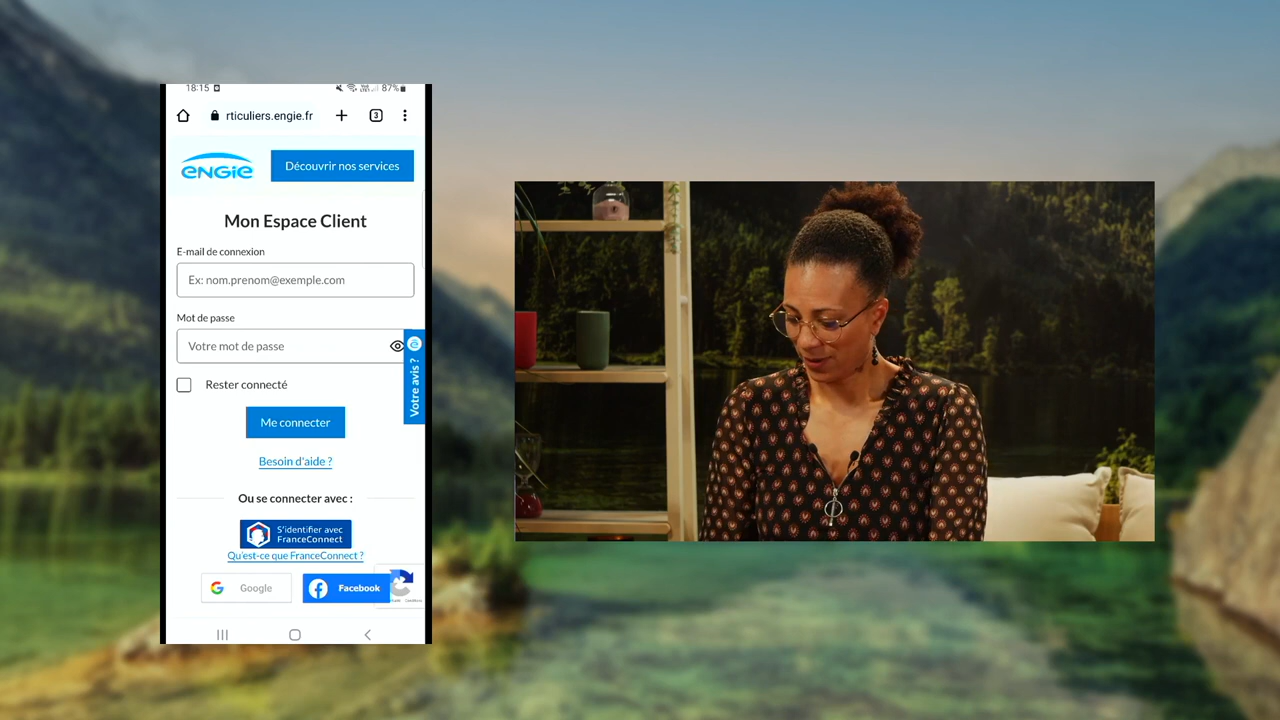 18:15
87%
rticuliers.engie.fr
3
ENGIE
Découvrir nos services
Mon Espace Client
E-mail de connexion
Ex: nom.prenom@exemple.com
Mot de passe
Votre mot de passe
Votre avis ?
Rester connecté
Me connecter
Besoin d'aide ?
Ou se connecter avec :
S'identifier avec
FranceConnect
Qu'est-ce que FranceConnect ?
Google
Facebook